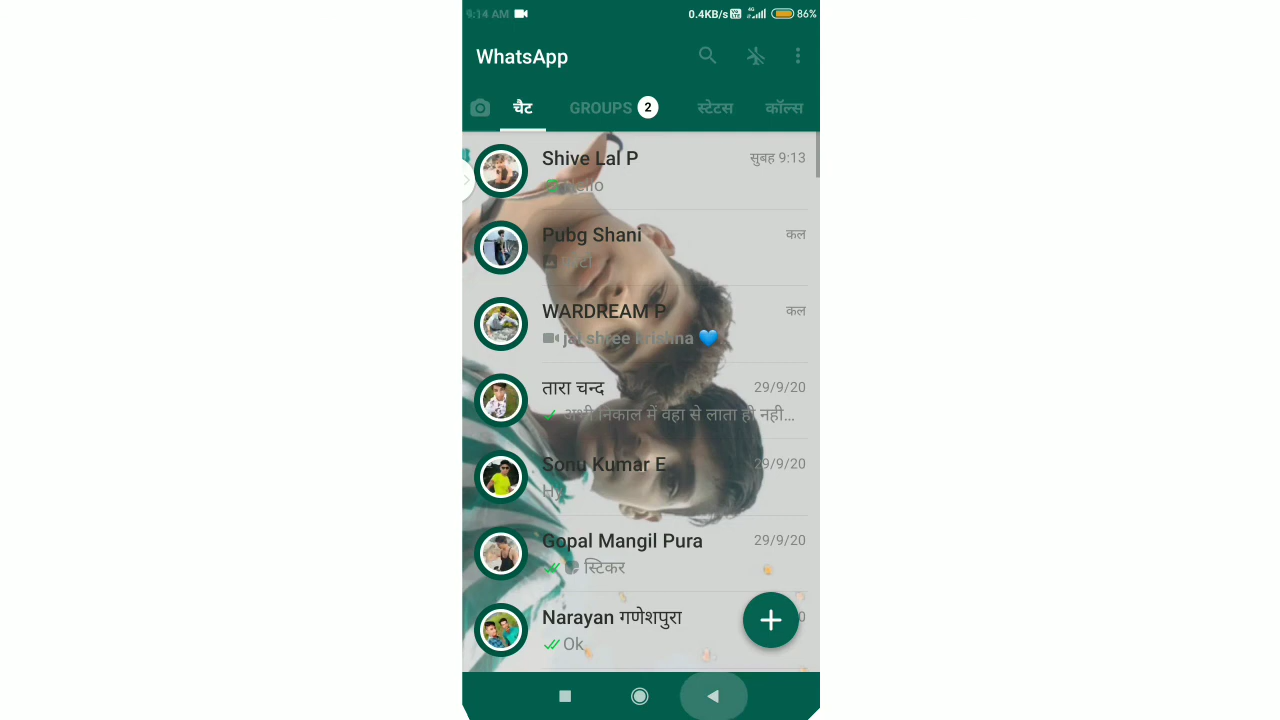 9:14 AM 0.4KB/s 4G 86%
WhatsApp
चैट GROUPS 2 स्टेटस कॉल्स
Shive Lal P सुबह 9:13
Hello
Pubg Shani कल
फोटो
WARDREAM P कल
jai shree krishna 💙
तारा चन्द 29/9/20
अभी निकाल में वहा से लाता ही नही...
Sonu Kumar E 29/9/20
Hy
Gopal Mangil Pura 29/9/20
स्टिकर
Narayan गणेशपुरा
Ok